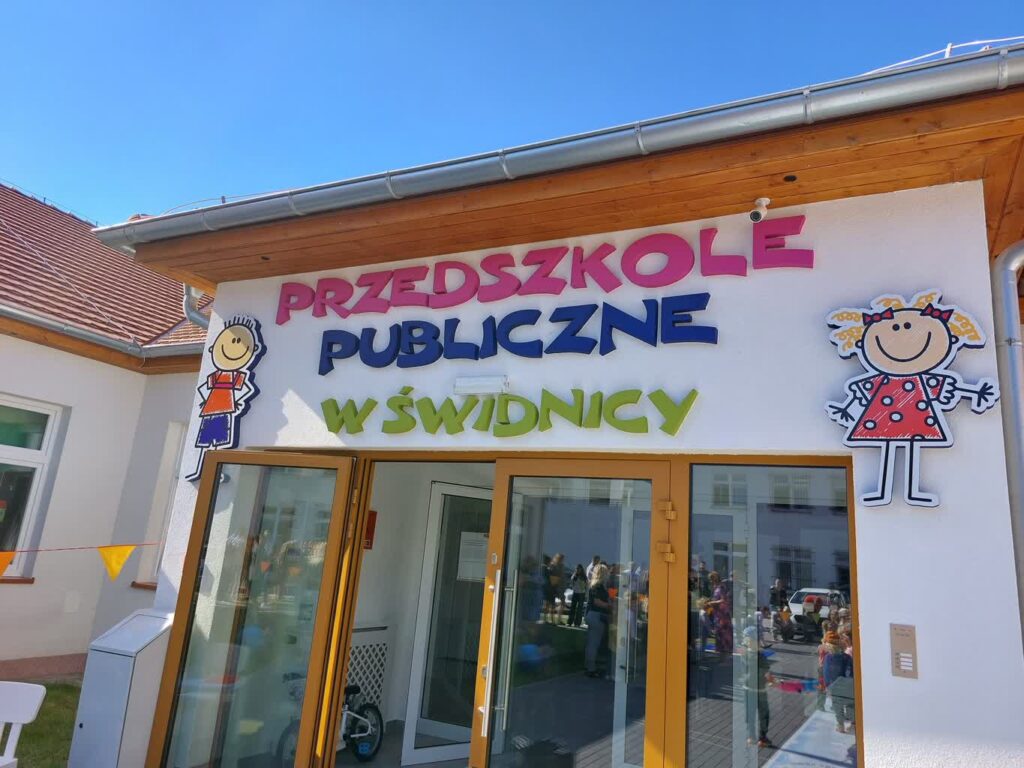 PRZEDSZKOLE
PUBLICZNE
W ŚWIDNICY